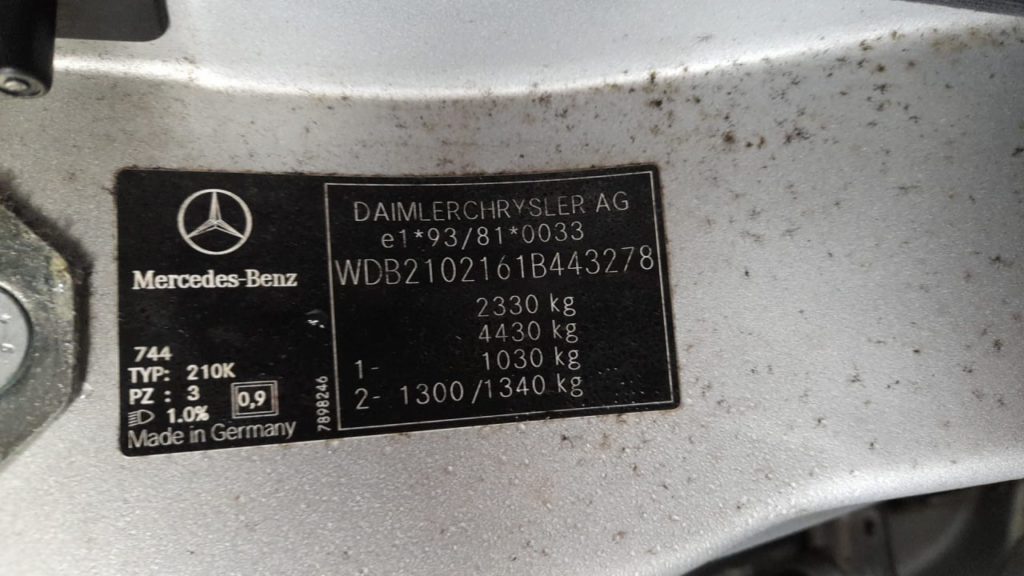 Mercedes-Benz
744
TYP: 210K
PZ : 3
1.0%
0,9
Made in Germany
7898246
DAIMLERCHRYSLER AG
e1*93/81*0033
WDB2102161B443278
2330 kg
4430 kg
1- 1030 kg
2- 1300/1340 kg